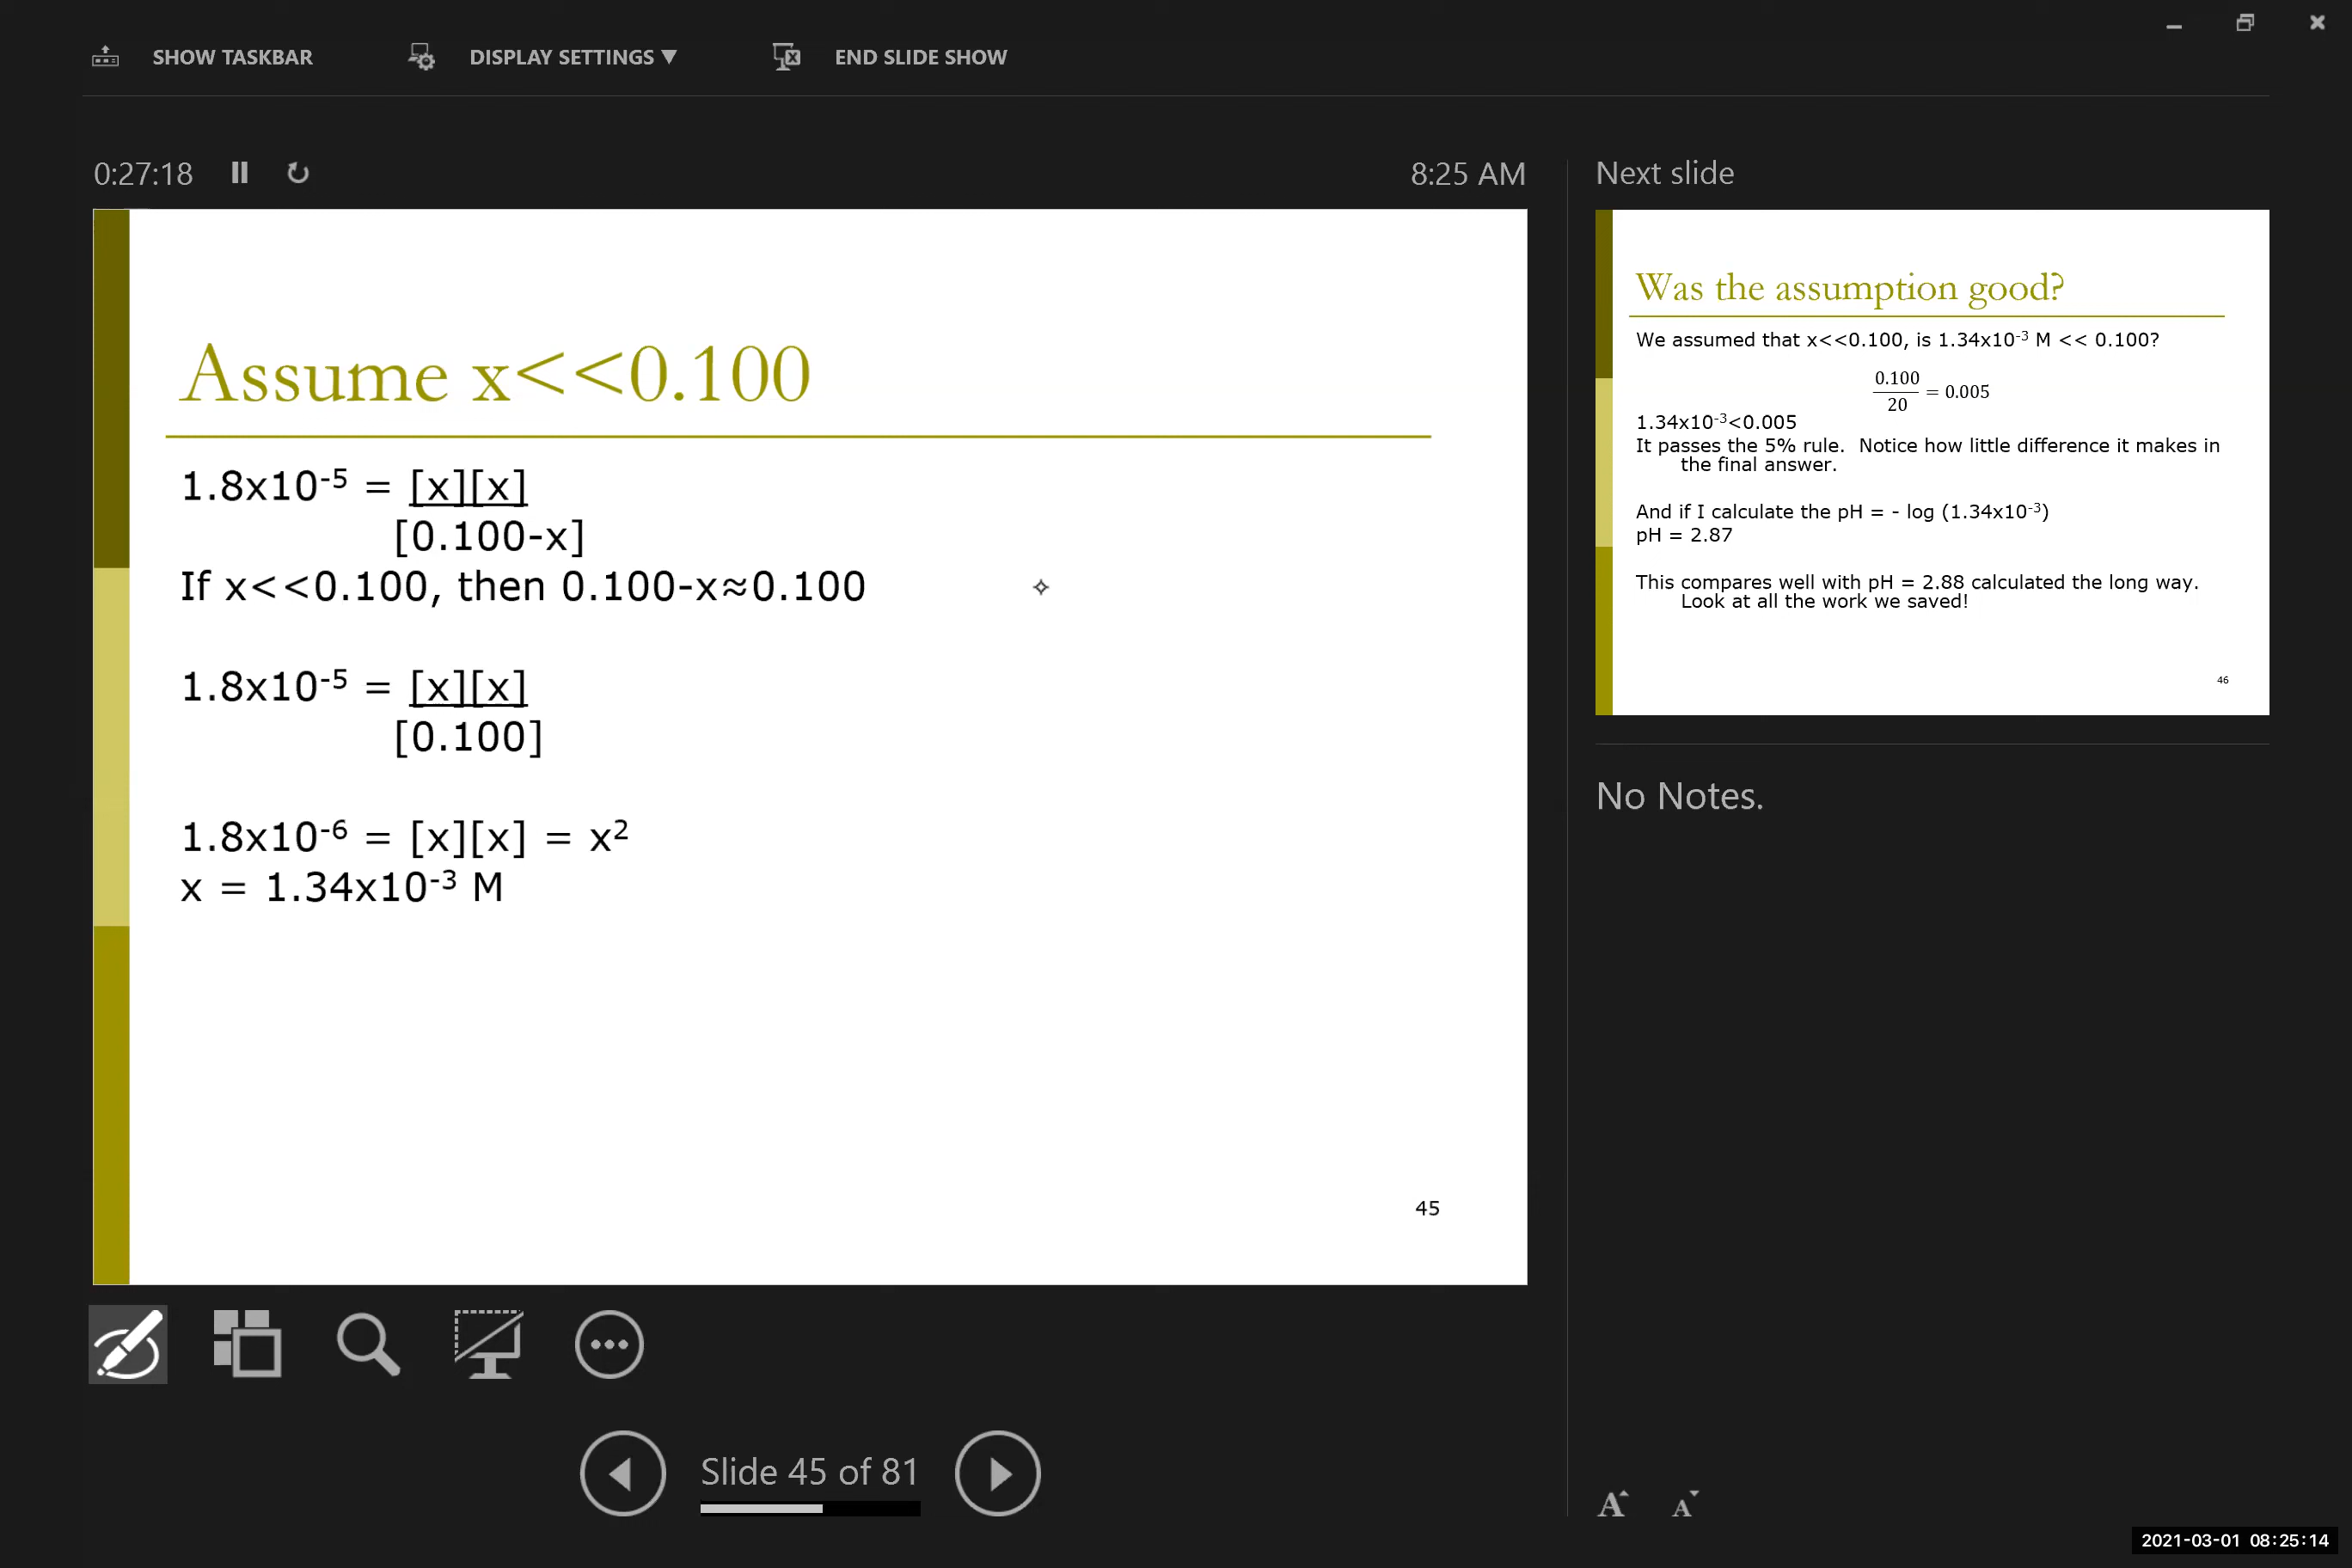 SHOW TASKBAR
DISPLAY SETTINGS ▼
END SLIDE SHOW
0:27:18
8:25 AM
Assume x<<0.100
1.8x10⁻⁵ = [x][x]
[0.100-x]
If x<<0.100, then 0.100-x≈0.100
1.8x10⁻⁵ = [x][x]
[0.100]
1.8x10⁻⁶ = [x][x] = x²
x = 1.34x10⁻³ M
45
Slide 45 of 81
Next slide
Was the assumption good?
We assumed that x<<0.100, is 1.34x10⁻³ M << 0.100?
0.100
20
= 0.005
1.34x10⁻³<0.005
It passes the 5% rule.  Notice how little difference it makes in
the final answer.
And if I calculate the pH = - log (1.34x10⁻³)
pH = 2.87
This compares well with pH = 2.88 calculated the long way.
Look at all the work we saved!
46
No Notes.
A A
2021-03-01 08:25:14